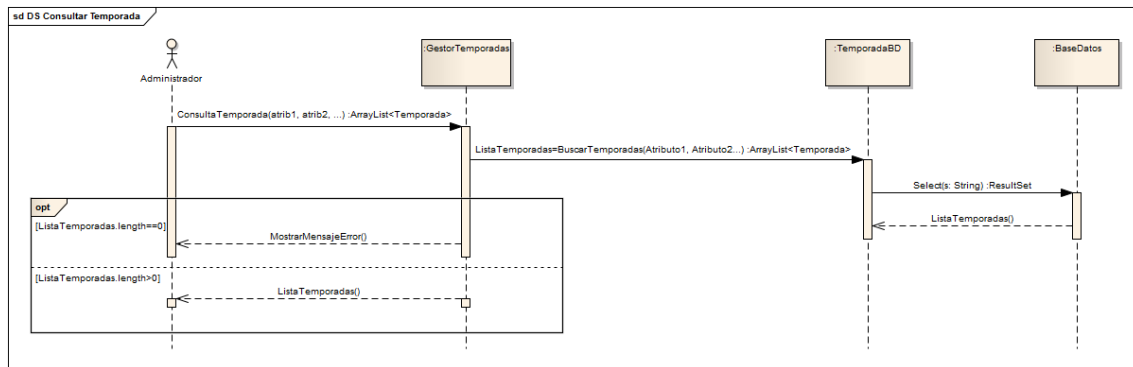 sd DS Consultar Temporada
:GestorTemporadas
:TemporadaBD
:BaseDatos
Administrador
ConsultaTemporada(atrib1, atrib2, ...) :ArrayList<Temporada>
ListaTemporadas=BuscarTemporadas(Atributo1, Atributo2...) :ArrayList<Temporada>
Select(s: String) :ResultSet
opt
ListaTemporadas()
[ListaTemporadas.length==0]
MostrarMensajeError()
[ListaTemporadas.length>0]
ListaTemporadas()